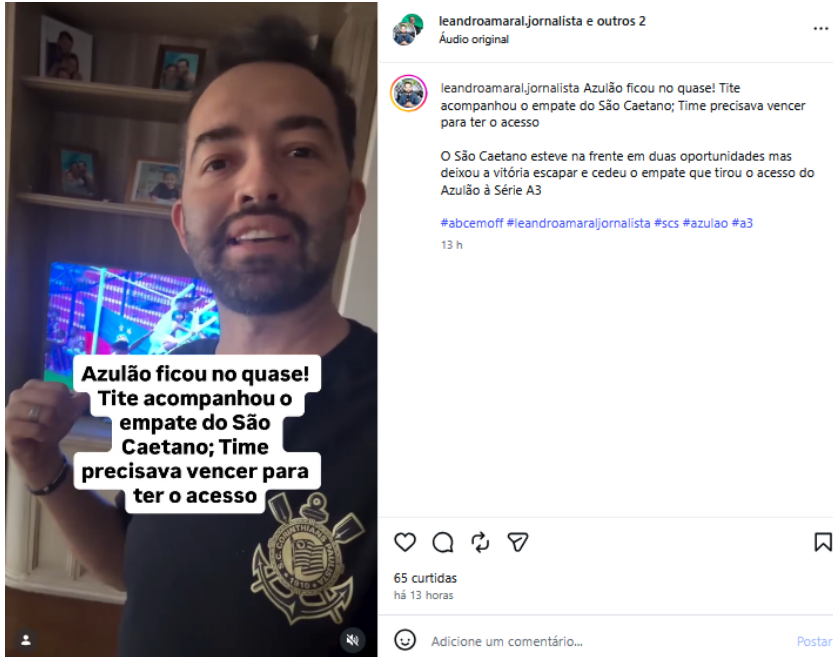 Azulão ficou no quase!
Tite acompanhou o
empate do São
Caetano; Time
precisava vencer para
ter o acesso
S.C. CORINTHIANS PAULISTA
1910
leandroamaral.jornalista e outros 2
Áudio original
leandroamaral.jornalista Azulão ficou no quase! Tite
acompanhou o empate do São Caetano; Time precisava vencer
para ter o acesso
O São Caetano esteve na frente em duas oportunidades mas
deixou a vitória escapar e cedeu o empate que tirou o acesso do
Azulão à Série A3
#abcemoff #leandroamaraljornalista #scs #azulao #a3
13 h
65 curtidas
há 13 horas
Adicione um comentário...
Postar